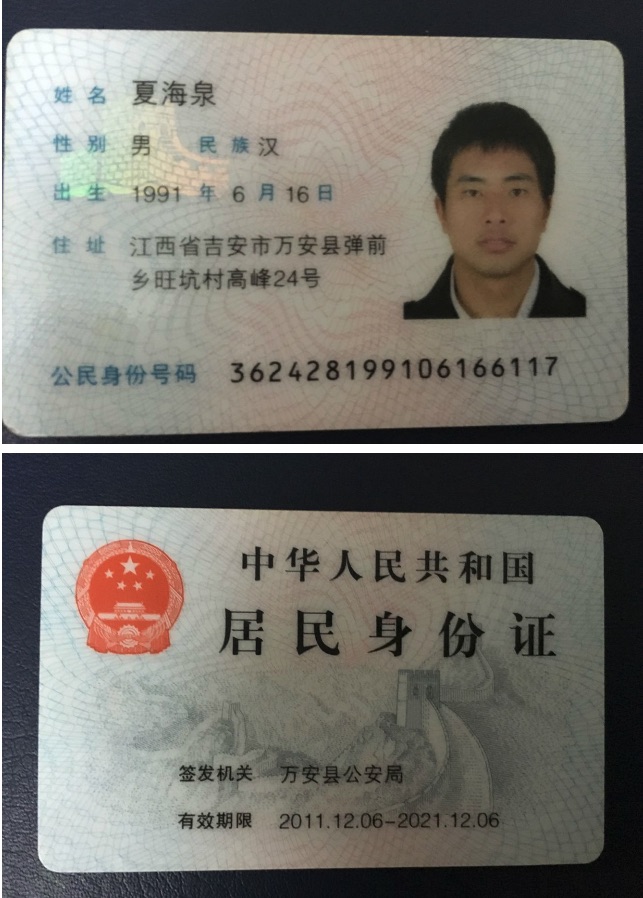 姓名 夏海泉
性别 男 民族 汉
出生 1991 年 6 月 16 日
住址 江西省吉安市万安县弹前
乡旺坑村高峰24号
公民身份号码 362428199106166117
中华人民共和国
居民身份证
签发机关 万安县公安局
有效期限 2011.12.06-2021.12.06